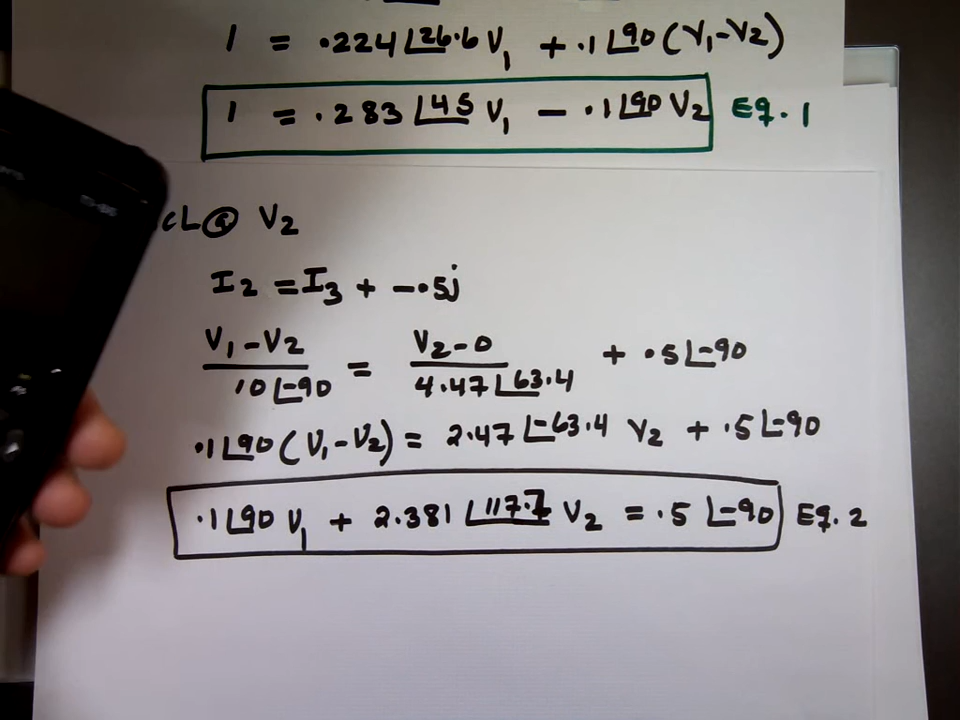 1 = .224∠26.6 V₁ + .1∠90 (V₁-V₂)
1 = .283∠45 V₁ - .1∠90 V₂ Eq. 1
CL@ V₂
I₂ = I₃ + -.5j
(V₁-V₂)/(10∠-90) = (V₂-0)/(4.47∠63.4) + .5∠-90
.1∠90 (V₁-V₂) = 2.47∠-63.4 V₂ + .5∠-90
.1∠90 V₁ + 2.381∠117.7 V₂ = .5∠-90 Eq. 2